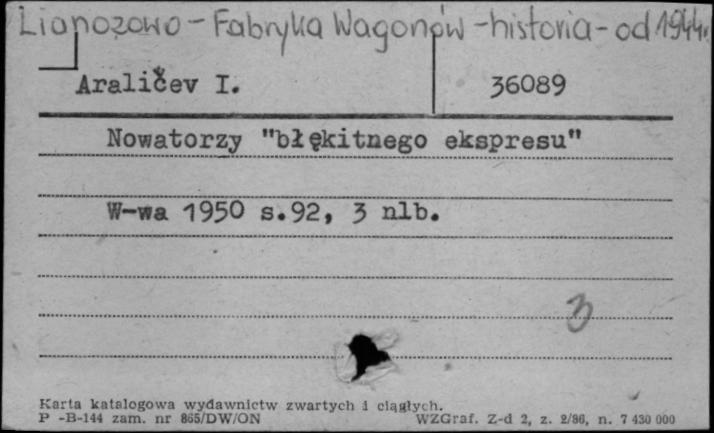 Lianozowo - Fabryka Wagonów - historia - od 1944r.
Araličev I. 36089
Nowatorzy "błękitnego ekspresu"
W-wa 1950 s.92, 3 nlb.
3
Karta katalogowa wydawnictw zwartych i ciągłych.
P -B-144 zam. nr 865/DW/ON WZGraf. Z-d 2, z. 2/86, n. 7 430 000